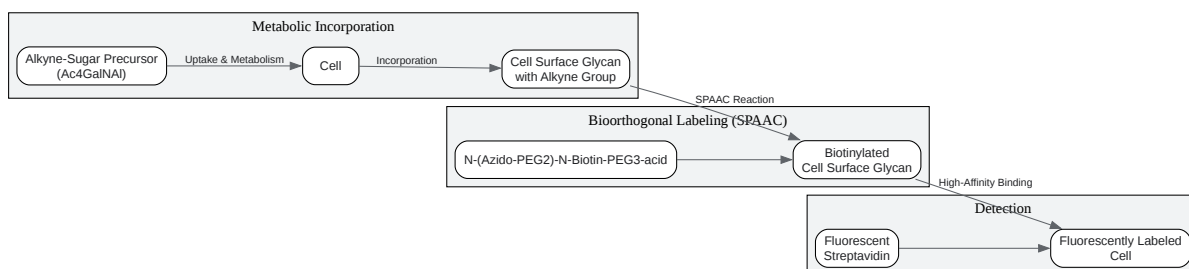 Metabolic Incorporation
Alkyne-Sugar Precursor
(Ac4GalNAl)
Uptake & Metabolism
Cell
Incorporation
Cell Surface Glycan
with Alkyne Group
SPAAC Reaction
Bioorthogonal Labeling (SPAAC)
N-(Azido-PEG2)-N-Biotin-PEG3-acid
Biotinylated
Cell Surface Glycan
High-Affinity Binding
Detection
Fluorescent
Streptavidin
Fluorescently Labeled
Cell